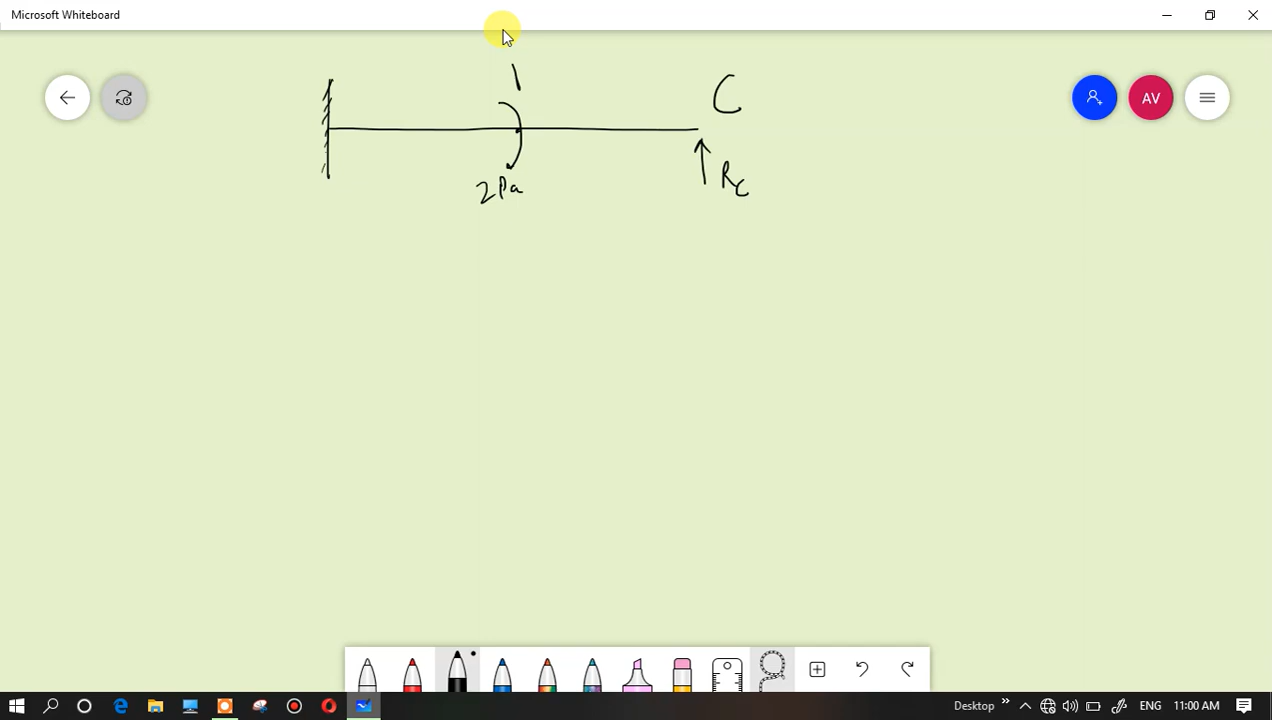 Microsoft Whiteboard
AV
C
2Pa
Rc
Desktop
ENG
11:00 AM